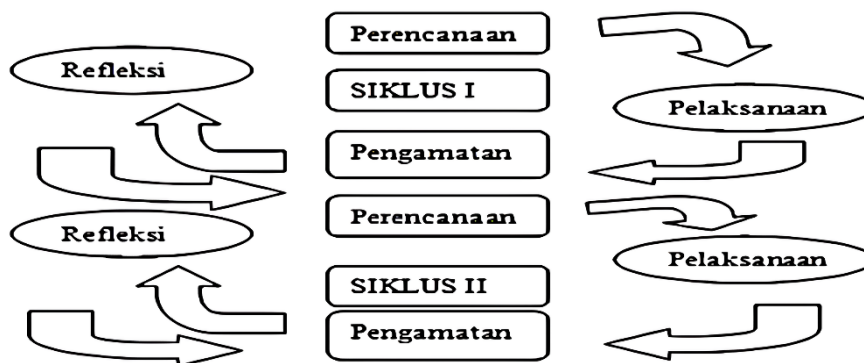 Perencanaan
Refleksi
SIKLUS I
Pelaksanaan
Pengamatan
Perencanaan
Refleksi
Pelaksanaan
SIKLUS II
Pengamatan